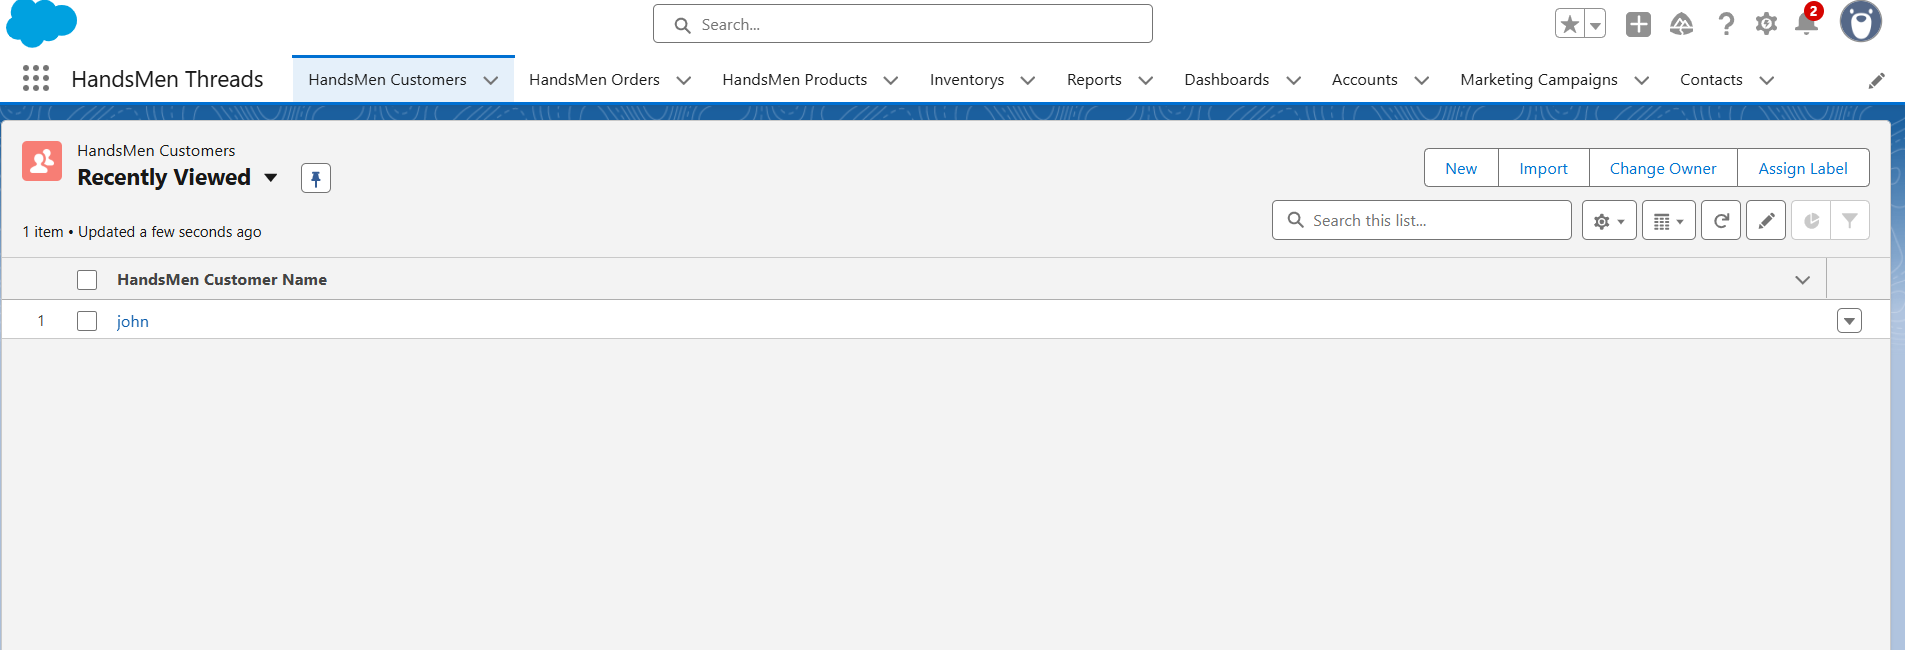 Search...
2
HandsMen Threads
HandsMen Customers
HandsMen Orders
HandsMen Products
Inventorys
Reports
Dashboards
Accounts
Marketing Campaigns
Contacts
HandsMen Customers
Recently Viewed
New
Import
Change Owner
Assign Label
1 item • Updated a few seconds ago
Search this list...
HandsMen Customer Name
1 john